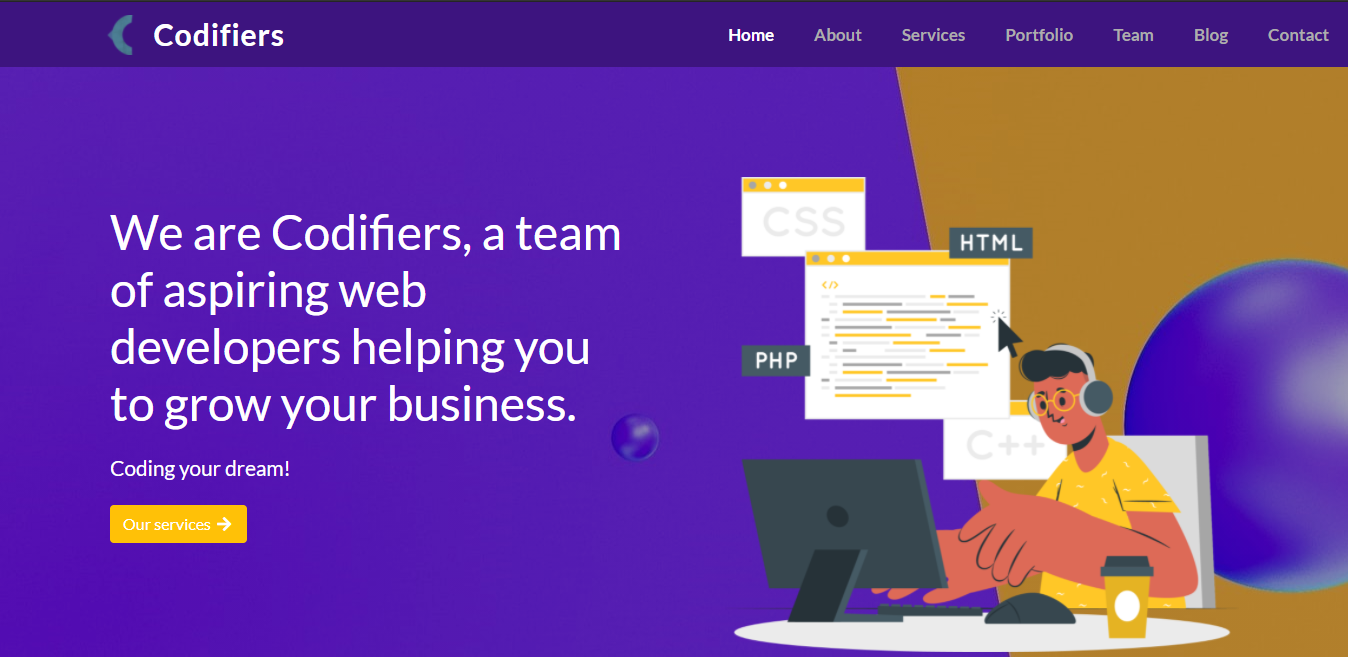 Codifiers
Home About Services Portfolio Team Blog Contact
We are Codifiers, a team
of aspiring web
developers helping you
to grow your business.
Coding your dream!
Our services
CSS
HTML
</>
PHP
C++